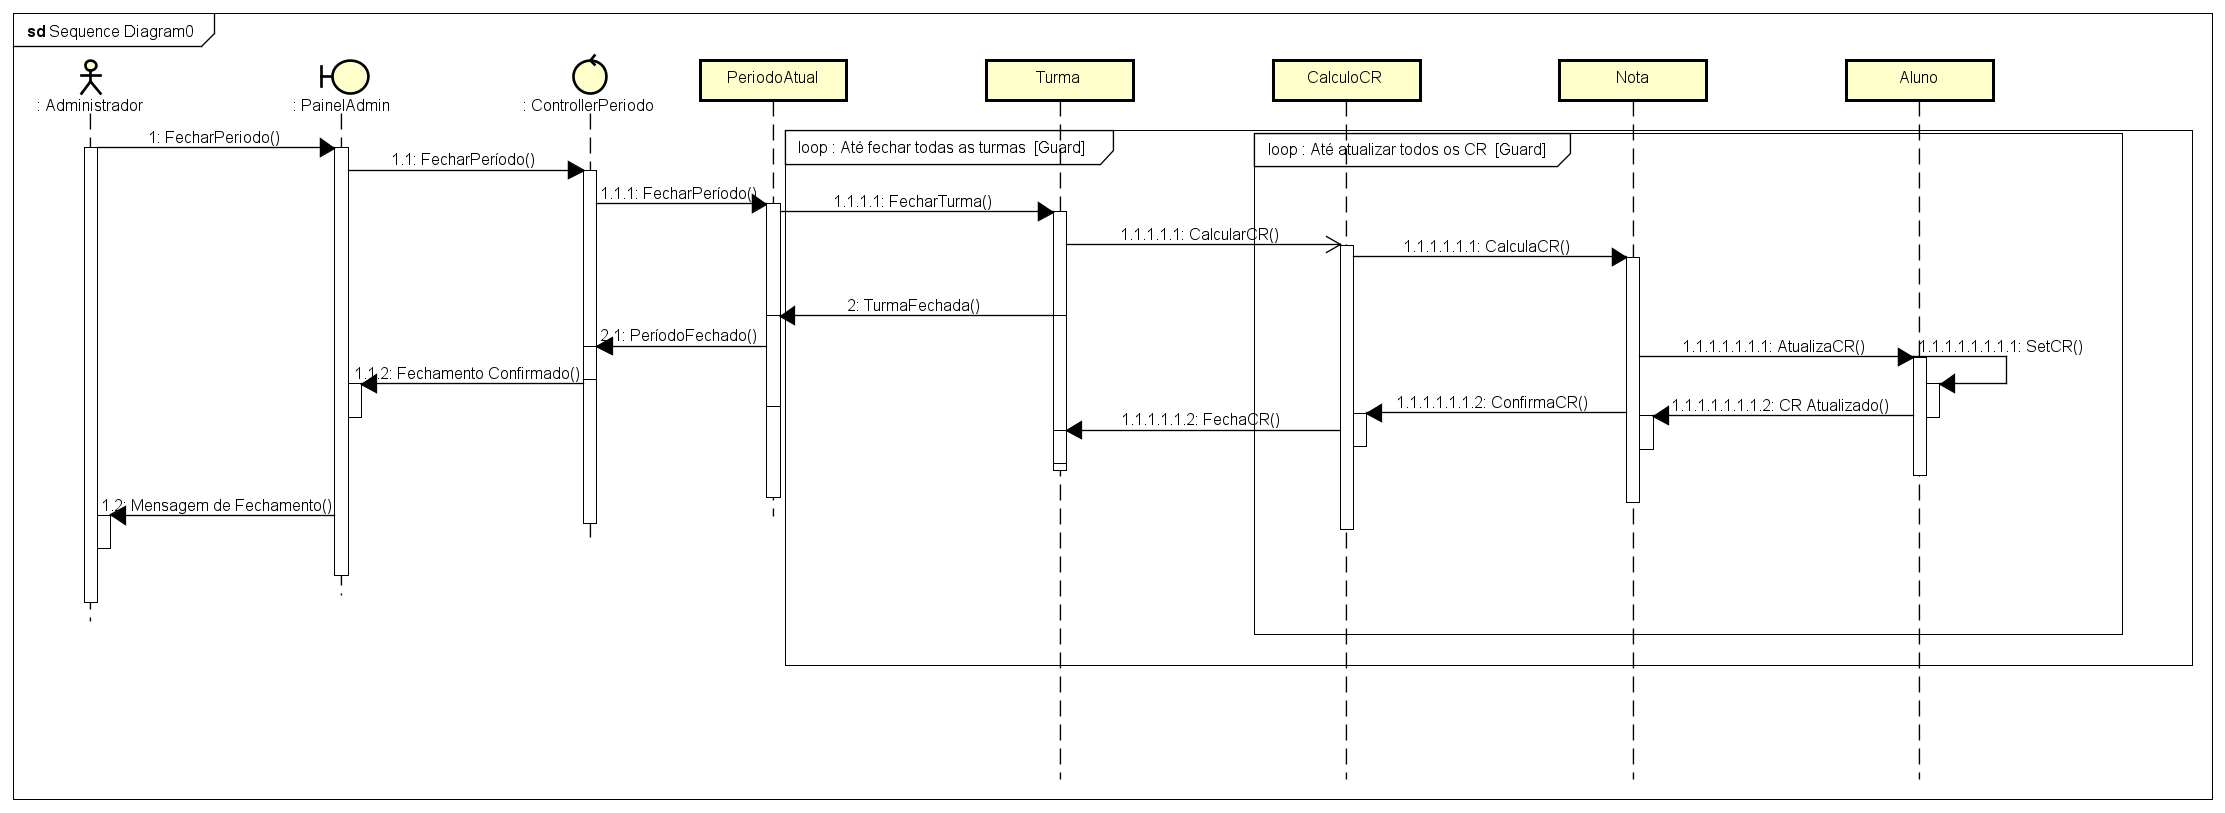 sd Sequence Diagram0
: Administrador
: PainelAdmin
: ControllerPeriodo
PeriodoAtual
Turma
CalculoCR
Nota
Aluno
1: FecharPeriodo()
loop : Até fechar todas as turmas [Guard]
loop : Até atualizar todos os CR [Guard]
1.1: FecharPeríodo()
1.1.1: FecharPeríodo()
1.1.1.1: FecharTurma()
1.1.1.1.1: CalcularCR()
1.1.1.1.1.1: CalculaCR()
2: TurmaFechada()
2.1: PeríodoFechado()
1.1.1.1.1.1.1: AtualizaCR()
1.1.1.1.1.1.1.1: SetCR()
1.1.2: Fechamento Confirmado()
1.1.1.1.1.1.2: ConfirmaCR()
1.1.1.1.1.1.1.2: CR Atualizado()
1.1.1.1.1.2: FechaCR()
1.2: Mensagem de Fechamento()